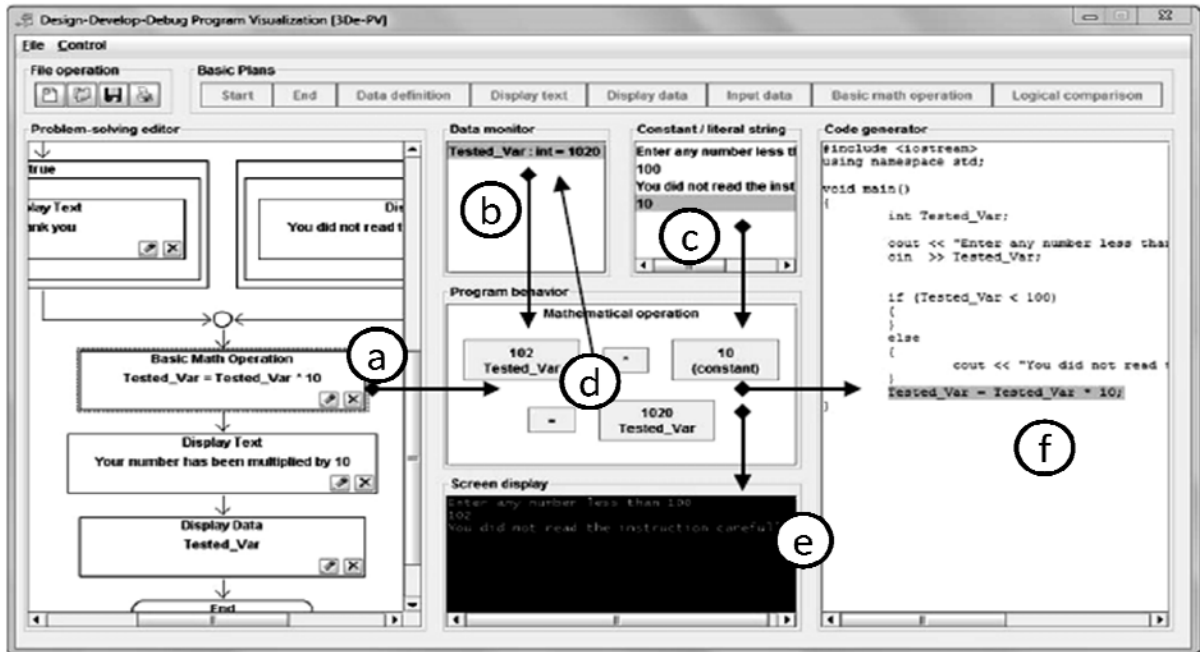 Design-Develop-Debug Program Visualization [3De-PV]
File Control
File operation
Basic Plans
Start End Data definition Display text Display data Input data Basic math operation Logical comparison
Problem-solving editor
true
lay Text
ank you
Dis
You did not read t
Basic Math Operation
Tested_Var = Tested_Var * 10
a
Display Text
Your number has been multiplied by 10
Display Data
Tested_Var
End
Data monitor
Tested_Var : int = 1020
b
Constant / literal string
Enter any number less th
100
You did not read the inst
10
c
Program behavior
Mathematical operation
102
Tested_Var
10
(constant)
d
=
1020
Tested_Var
Screen display
Enter any number less than 100
102
You did not read the instruction carefull
e
Code generator
#include <iostream>
using namespace std;
void main()
{
int Tested_Var;
cout << "Enter any number less than
cin >> Tested_Var;
if (Tested_Var < 100)
{
}
else
{
cout << "You did not read t
}
Tested_Var = Tested_Var * 10;
}
f